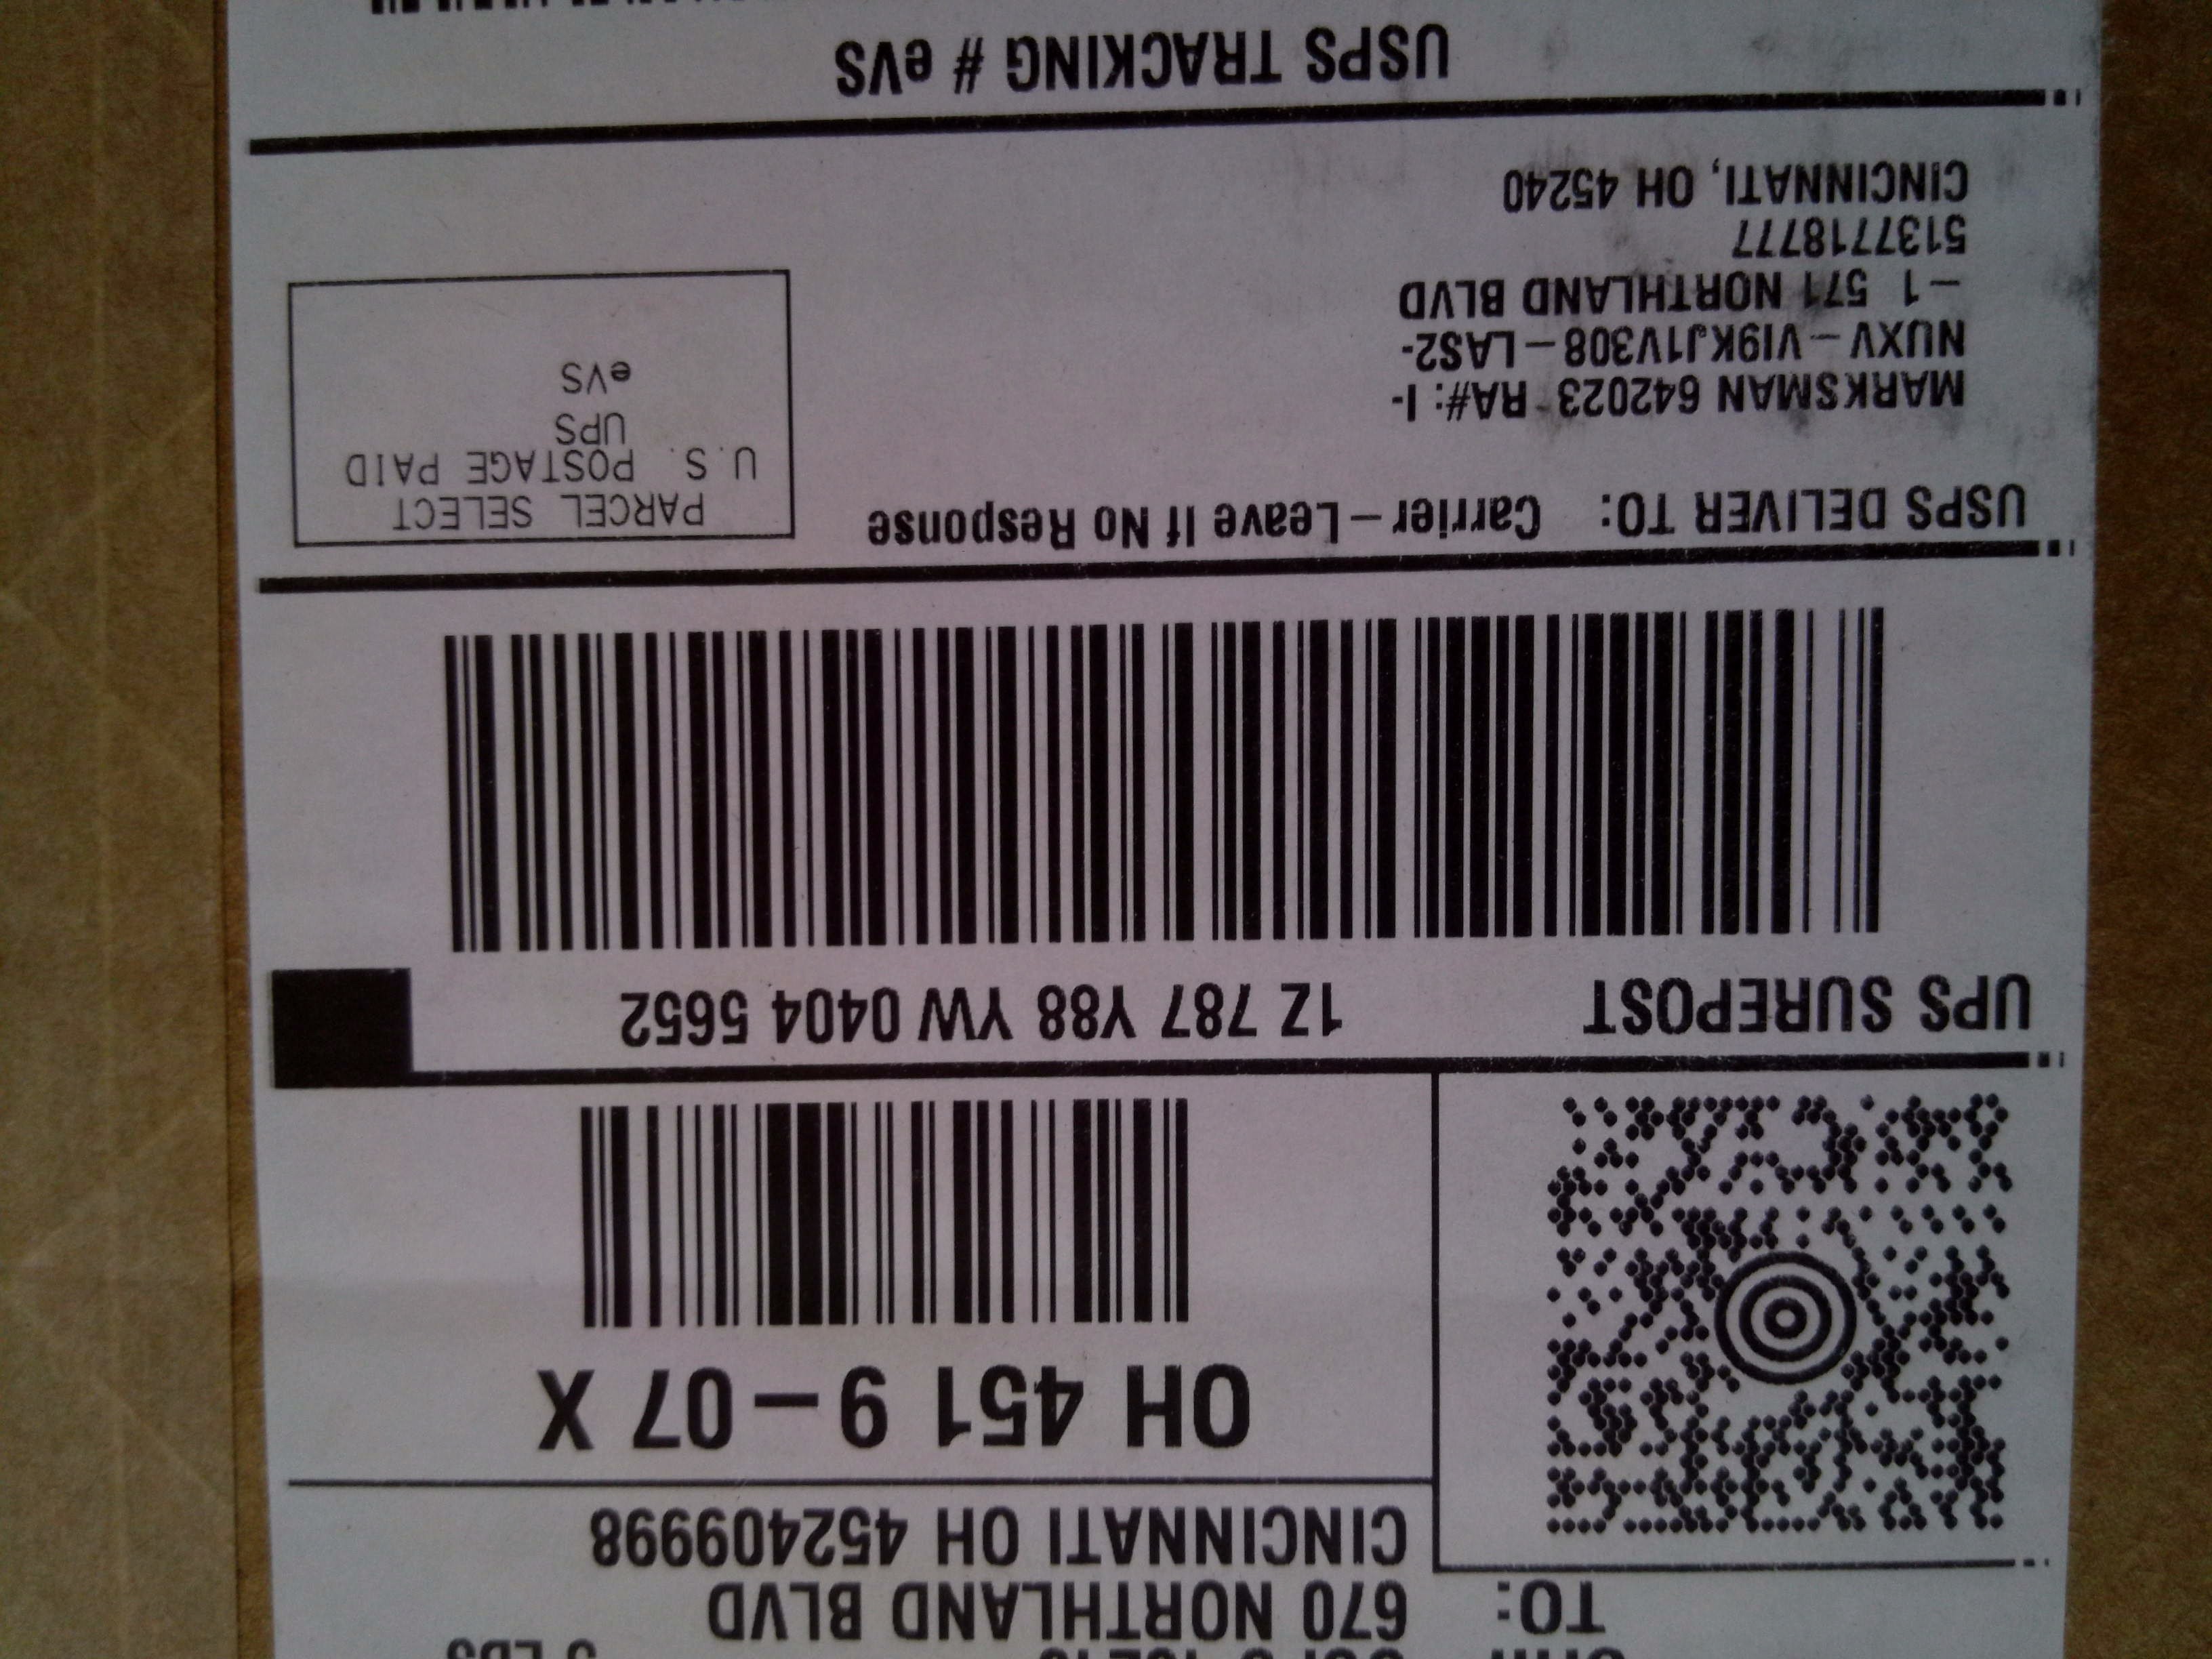 TO:
670 NORTHLAND BLVD
CINCINNATI OH 452409998
OH 451 9-07 X
UPS SUREPOST
1Z 787 Y88 YW 0404 5652
USPS DELIVER TO: Carrier-Leave If No Response
MARKSMAN 642023 RA#: I-
NUXV-VI9KJ1V308-LAS2-
-1 571 NORTHLAND BLVD
5137718777
CINCINNATI, OH 45240
PARCEL SELECT
U.S. POSTAGE PAID
UPS
eVS
USPS TRACKING # eVS